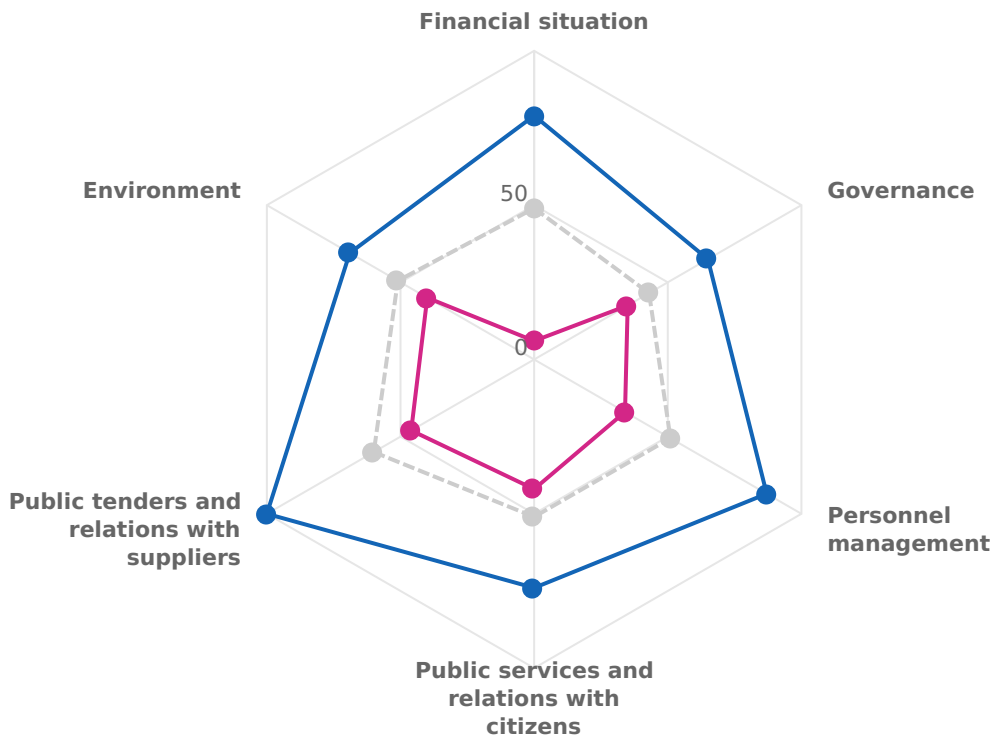 Financial situation
Environment
50
Governance
0
Public tenders and
relations with
suppliers
Personnel
management
Public services and
relations with
citizens